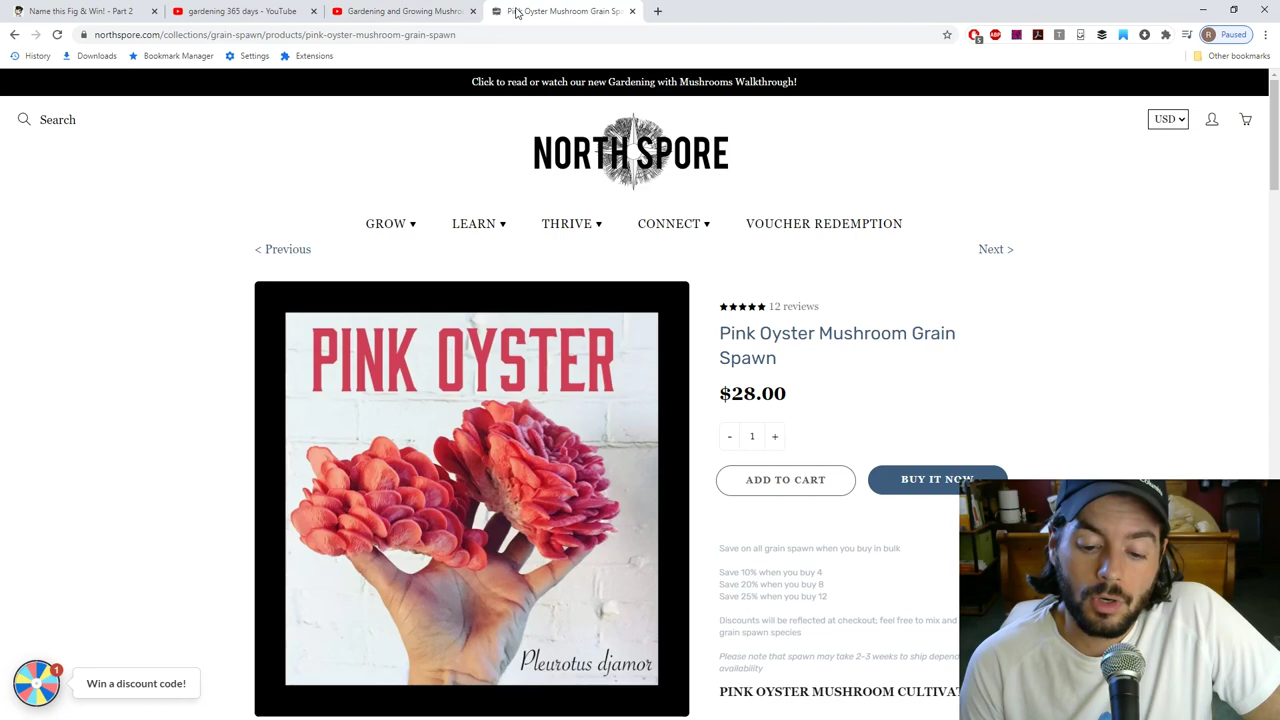 Name this Fig & Win! - Part 2
gardening 365 days - YouTube
Gardening and Growing Mushro
Pink Oyster Mushroom Grain Sp
northspore.com/collections/grain-spawn/products/pink-oyster-mushroom-grain-spawn
Paused
History
Downloads
Bookmark Manager
Settings
Extensions
Other bookmarks
Click to read or watch our new Gardening with Mushrooms Walkthrough!
Search
NORTH SPORE
USD
GROW
LEARN
THRIVE
CONNECT
VOUCHER REDEMPTION
< Previous
Next >
12 reviews
Pink Oyster Mushroom Grain
Spawn
$28.00
- 1 +
ADD TO CART
BUY IT NOW
PINK OYSTER
Pleurotus djamor
Save on all grain spawn when you buy in bulk
Save 10% when you buy 4
Save 20% when you buy 8
Save 25% when you buy 12
Discounts will be reflected at checkout; feel free to mix and
grain spawn species
Please note that spawn may take 2-3 weeks to ship depend
availability
PINK OYSTER MUSHROOM CULTIVAT
1
Win a discount code!